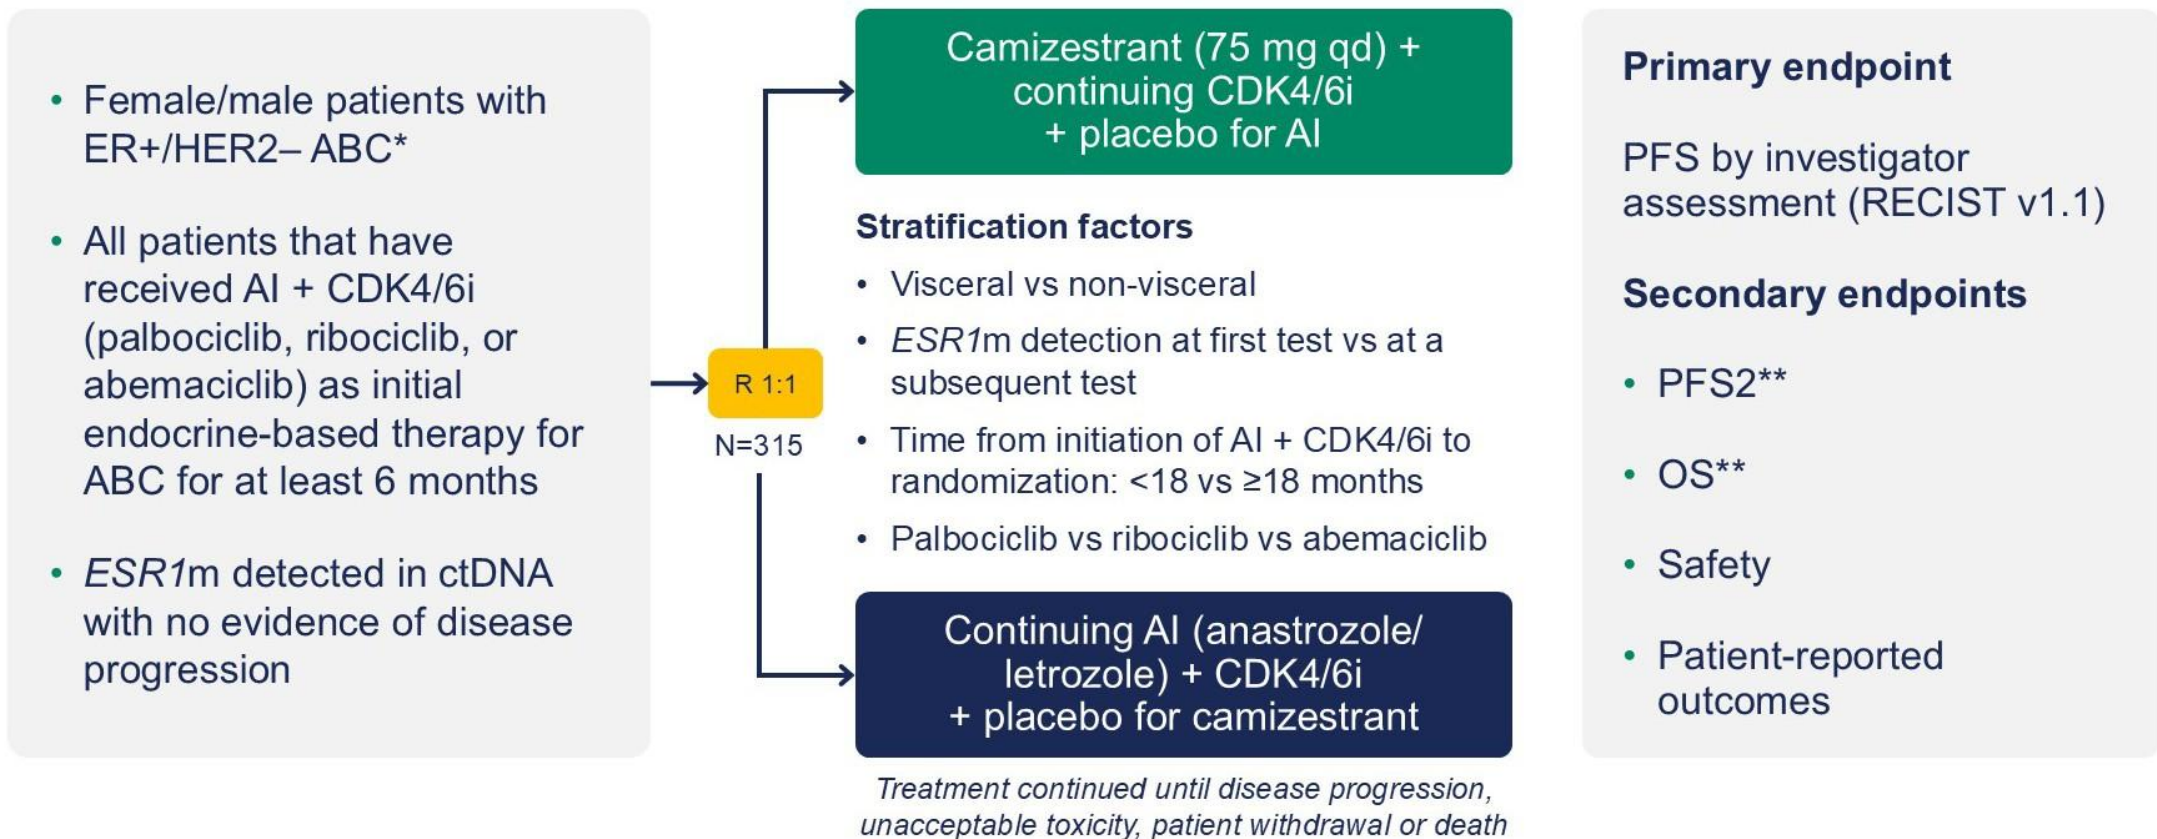 • Female/male patients with
ER+/HER2– ABC*
• All patients that have
received AI + CDK4/6i
(palbociclib, ribociclib, or
abemaciclib) as initial
endocrine-based therapy for
ABC for at least 6 months
• ESR1m detected in ctDNA
with no evidence of disease
progression
R 1:1
N=315
Camizestrant (75 mg qd) +
continuing CDK4/6i
+ placebo for AI
Stratification factors
• Visceral vs non-visceral
• ESR1m detection at first test vs at a
subsequent test
• Time from initiation of AI + CDK4/6i to
randomization: <18 vs ≥18 months
• Palbociclib vs ribociclib vs abemaciclib
Continuing AI (anastrozole/
letrozole) + CDK4/6i
+ placebo for camizestrant
Treatment continued until disease progression,
unacceptable toxicity, patient withdrawal or death
Primary endpoint
PFS by investigator
assessment (RECIST v1.1)
Secondary endpoints
• PFS2**
• OS**
• Safety
• Patient-reported
outcomes